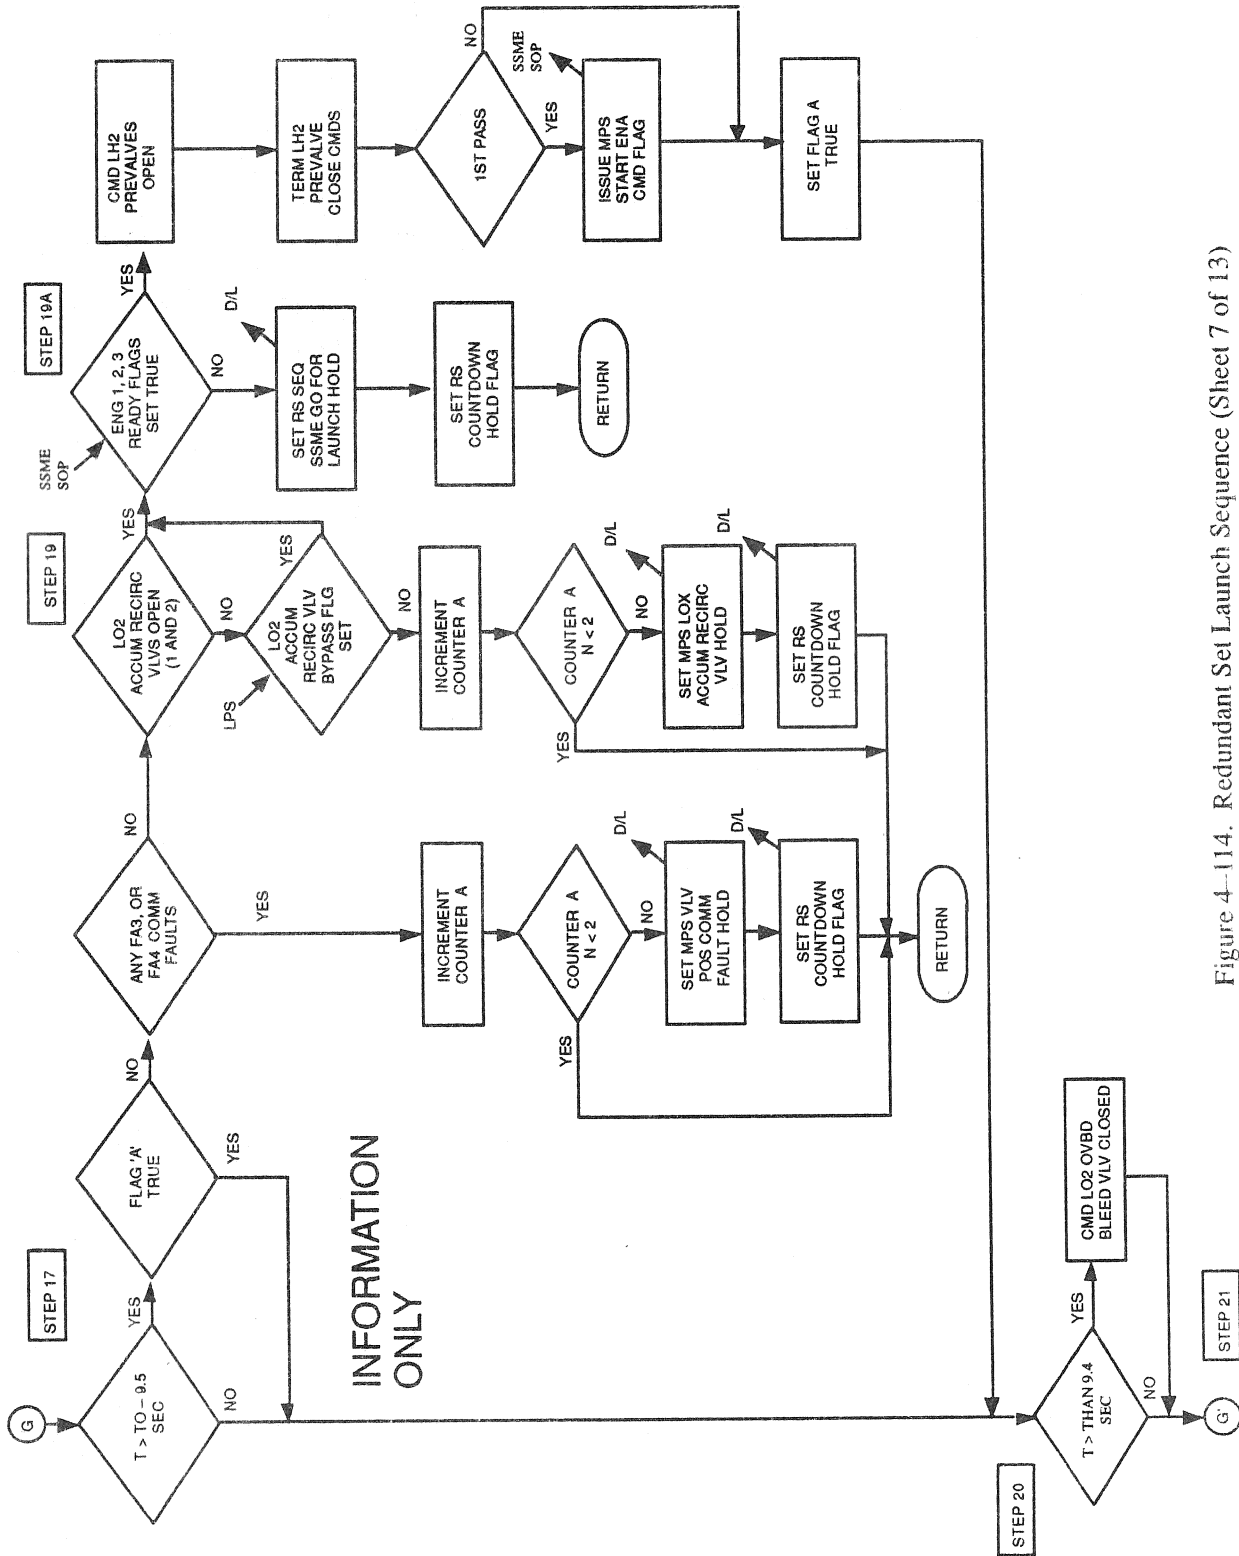 G
STEP 17
T > TO – 9.5
SEC
YES
NO
FLAG 'A'
TRUE
NO
YES
ANY FA3, OR
FA4 COMM
FAULTS
NO
YES
INCREMENT
COUNTER A
COUNTER A
N < 2
YES
NO
SET MPS VLV
POS COMM
FAULT HOLD
D/L
SET RS
COUNTDOWN
HOLD FLAG
D/L
RETURN
STEP 19
LO2
ACCUM RECIRC
VLVS OPEN
(1 AND 2)
YES
NO
LPS
LO2
ACCUM
RECIRC VLV
BYPASS FLG
SET
YES
NO
INCREMENT
COUNTER A
COUNTER A
N < 2
YES
NO
SET MPS LOX
ACCUM RECIRC
VLV HOLD
D/L
SET RS
COUNTDOWN
HOLD FLAG
D/L
STEP 19A
SSME
SOP
ENG 1, 2, 3
READY FLAGS
SET TRUE
YES
NO
SET RS SEQ
SSME GO FOR
LAUNCH HOLD
D/L
SET RS
COUNTDOWN
HOLD FLAG
RETURN
CMD LH2
PREVALVES
OPEN
TERM LH2
PREVALVE
CLOSE CMDS
1ST PASS
NO
YES
ISSUE MPS
START ENA
CMD FLAG
SSME
SOP
SET FLAG A
TRUE
INFORMATION
ONLY
STEP 20
T > THAN 9.4
SEC
YES
NO
CMD LO2 OVBD
BLEED VLV CLOSED
STEP 21
G'
Figure 4–114. Redundant Set Launch Sequence (Sheet 7 of 13)